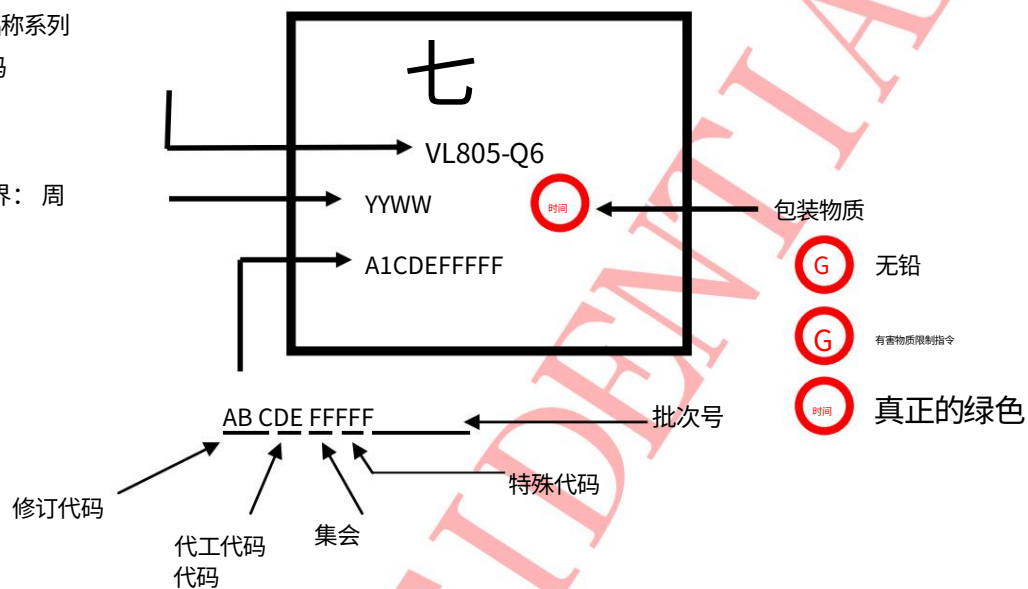 称系列
码
七
VL805-Q6
界： 周
YYWW
时间
包装物质
A1CDEFFFFF
G
无铅
G
有害物质限制指令
时间
真正的绿色
AB CDE FFFFF
批次号
修订代码
特殊代码
代工代码
代码
集会
IDENTIA